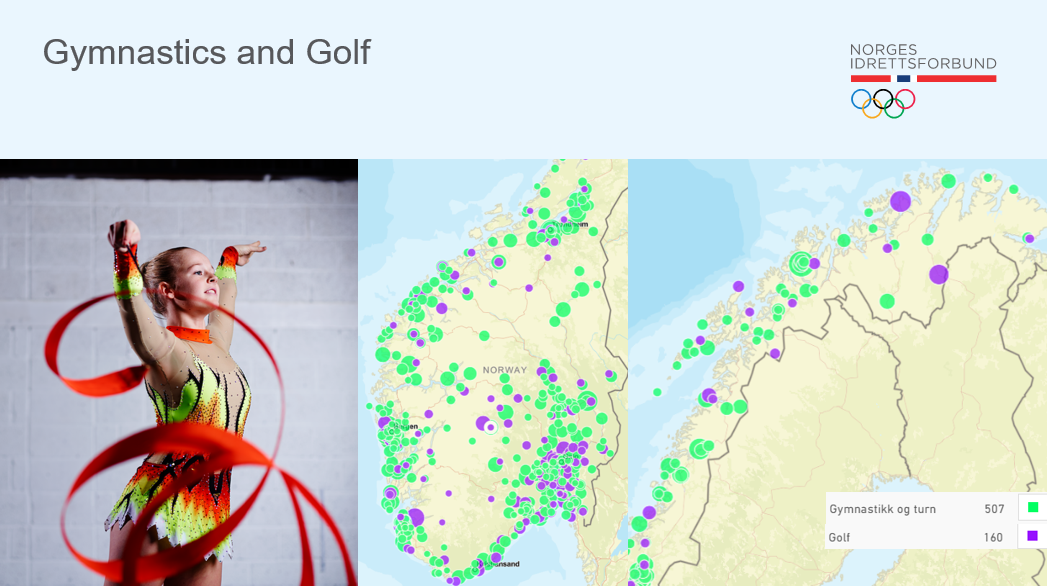 Gymnastics and Golf
NORGES
IDRETTSFORBUND
NORWAY
Gymnastikk og turn 507
Golf 160